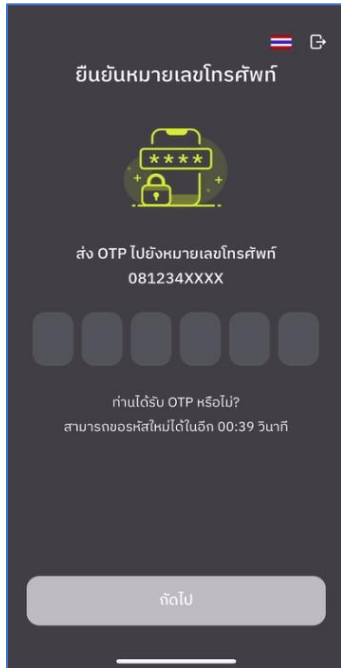 ยืนยันหมายเลขโทรศัพท์
****
ส่ง OTP ไปยังหมายเลขโทรศัพท์
081234XXXX
ท่านได้รับ OTP หรือไม่?
สามารถขอรหัสใหม่ได้ในอีก 00:39 วินาที
ถัดไป